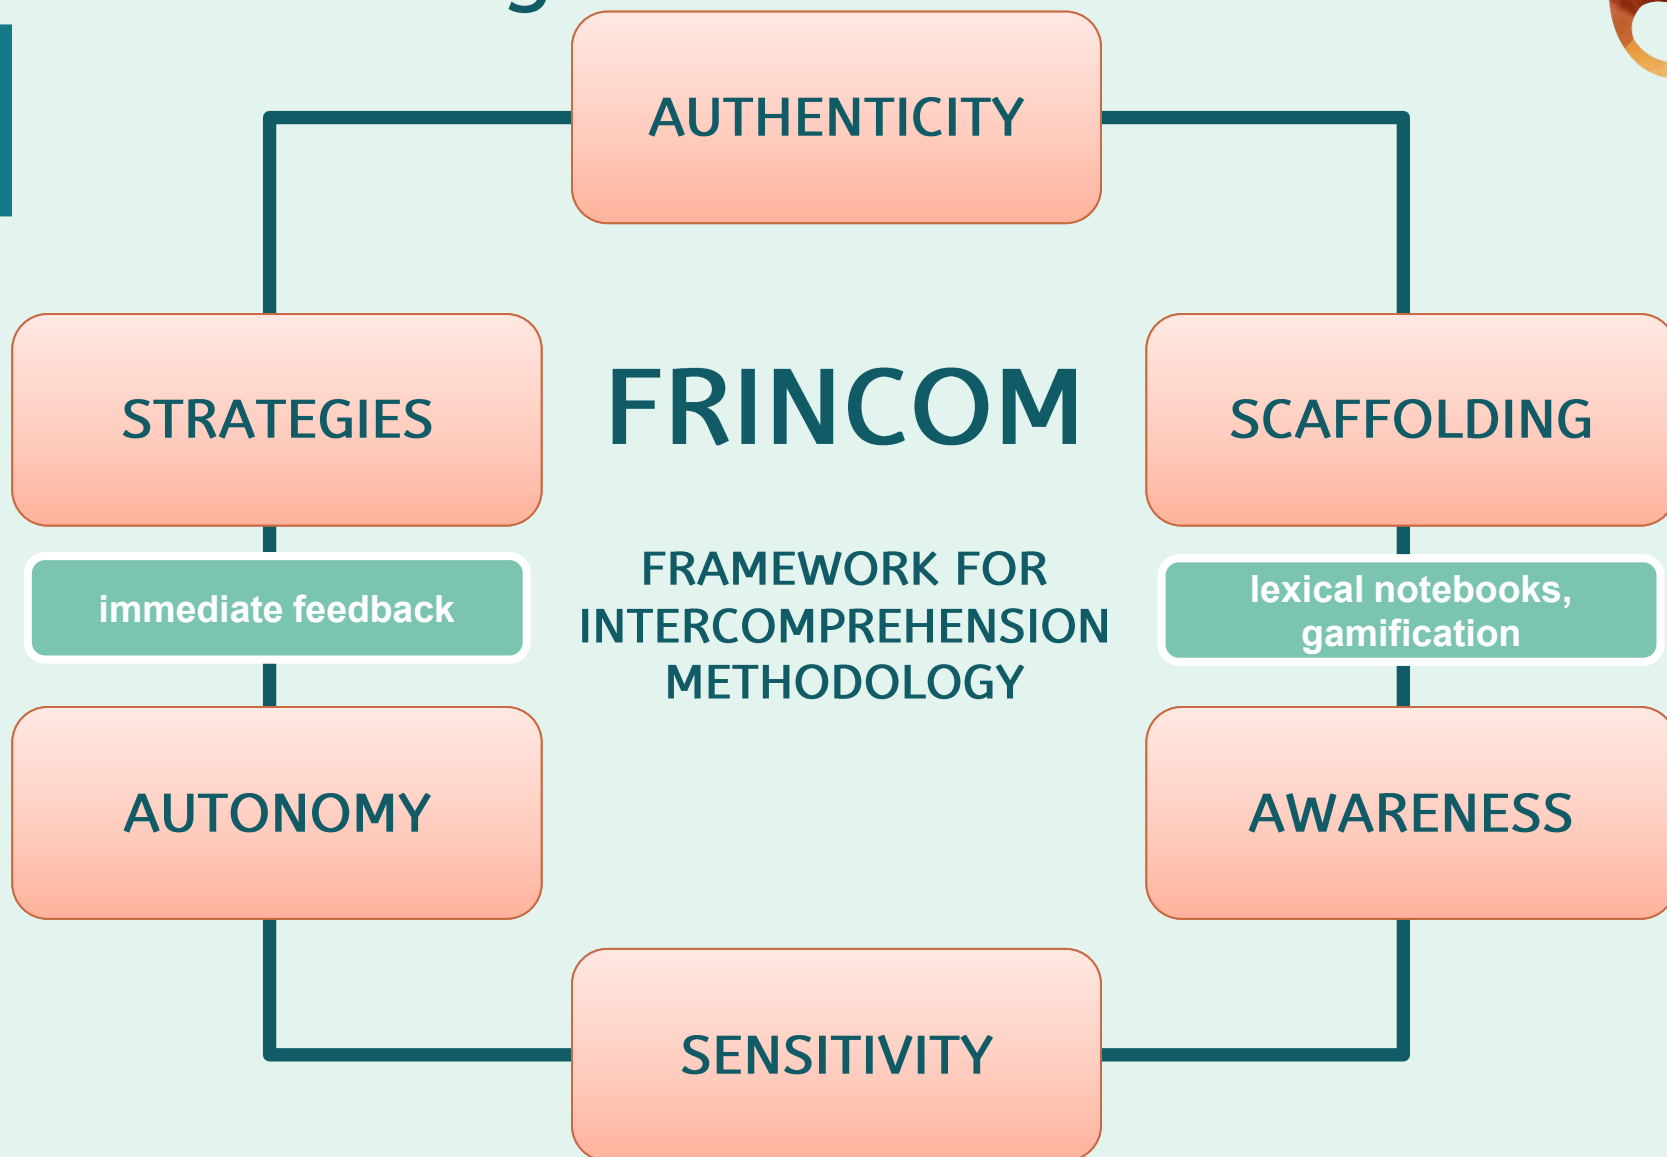 AUTHENTICITY
STRATEGIES
FRINCOM
SCAFFOLDING
immediate feedback
FRAMEWORK FOR
INTERCOMPREHENSION
METHODOLOGY
lexical notebooks,
gamification
AUTONOMY
AWARENESS
SENSITIVITY